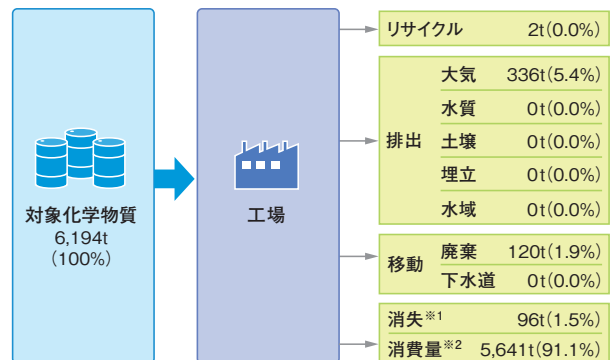 対象化学物質
6,194t
(100%)
工場
リサイクル 2t(0.0%)
排出
大気 336t(5.4%)
水質 0t(0.0%)
土壌 0t(0.0%)
埋立 0t(0.0%)
水域 0t(0.0%)
移動
廃棄 120t(1.9%)
下水道 0t(0.0%)
消失※1 96t(1.5%)
消費量※2 5,641t(91.1%)